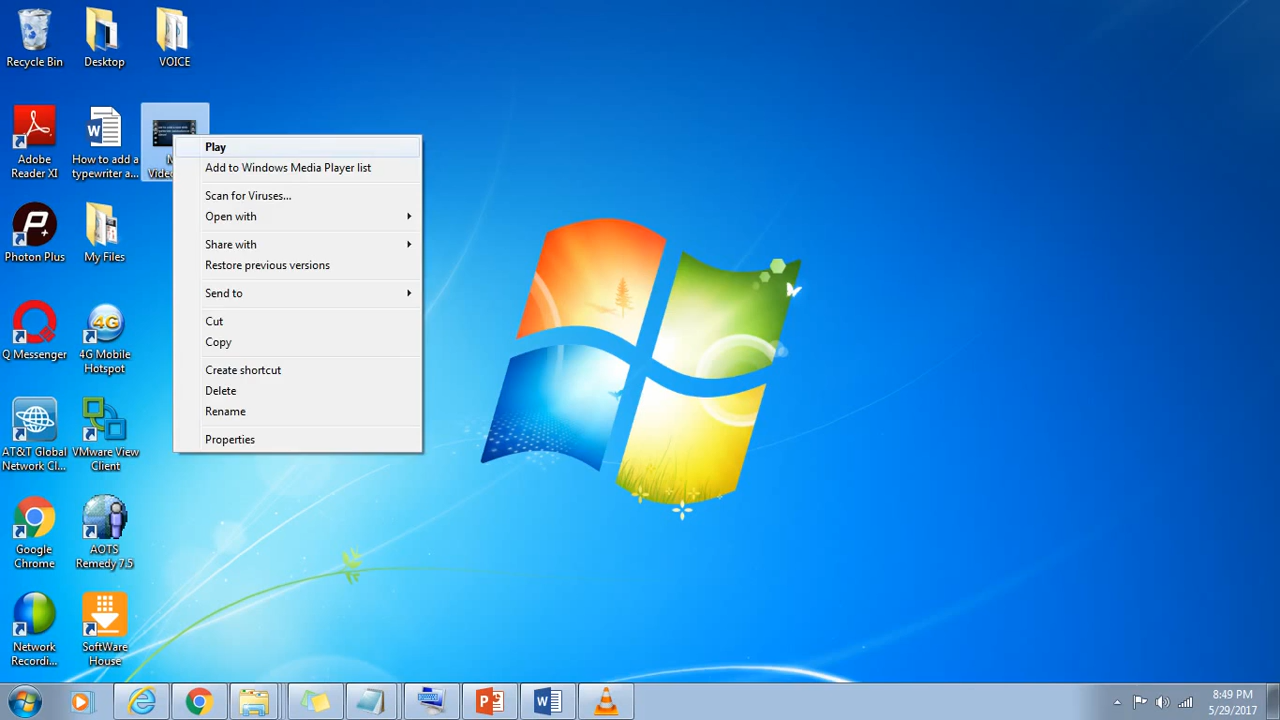 Recycle Bin
Desktop
VOICE
Adobe
Reader XI
How to add a
typewriter a...
Play
Add to Windows Media Player list
Scan for Viruses...
Open with
Share with
Restore previous versions
Send to
Cut
Copy
Create shortcut
Delete
Rename
Properties
Photon Plus
My Files
Q Messenger
4G
4G Mobile
Hotspot
AT&T Global
Network Cl...
VMware View
Client
Google
Chrome
AOTS
Remedy 7.5
Network
Recordi...
SoftWare
House
8:49 PM
5/29/2017